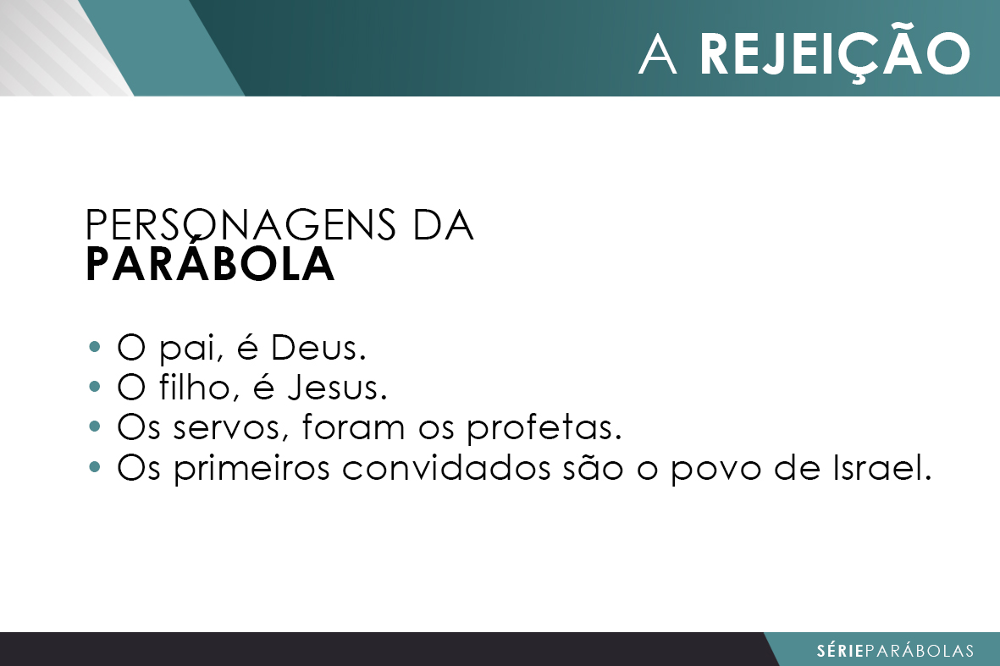 A REJEIÇÃO
PERSONAGENS DA
PARÁBOLA
• O pai, é Deus.
• O filho, é Jesus.
• Os servos, foram os profetas.
• Os primeiros convidados são o povo de Israel.
SÉRIEPARÁBOLAS